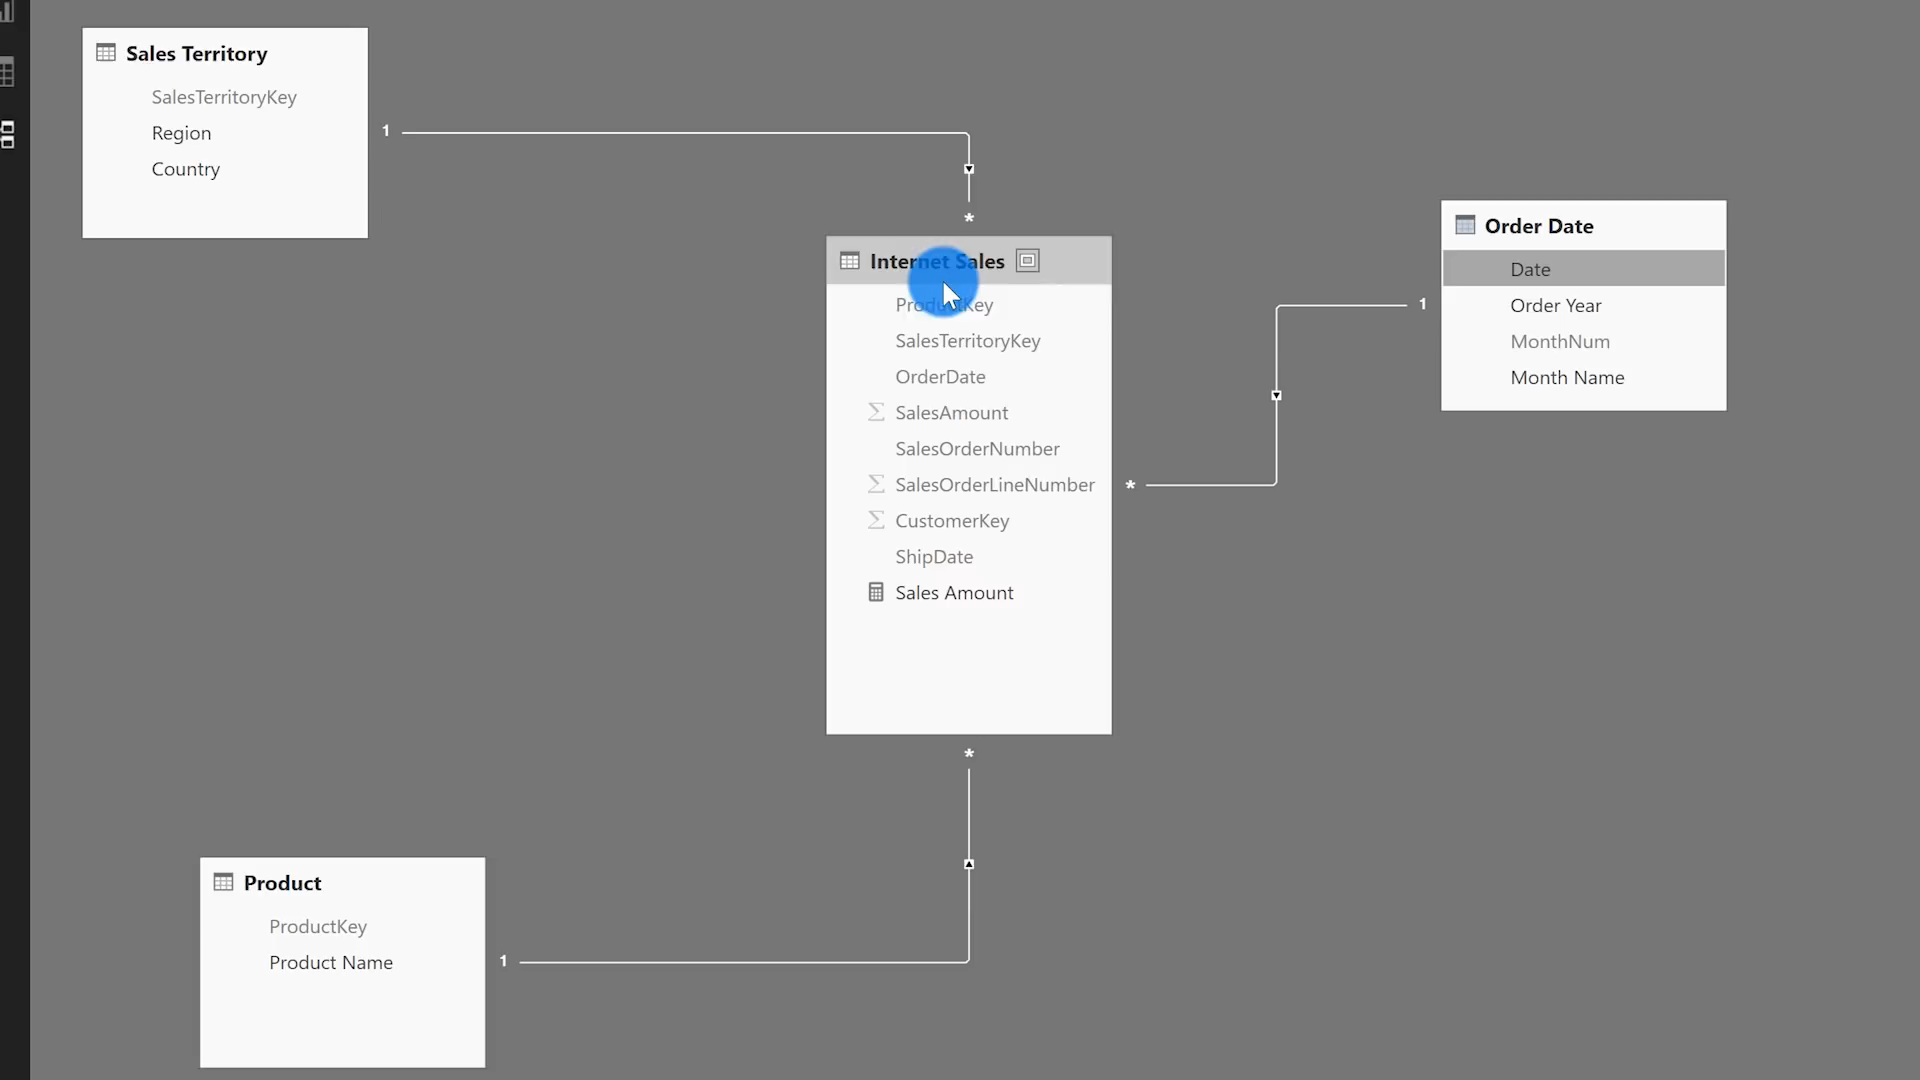 Sales Territory
SalesTerritoryKey
Region
Country
1
*
Internet Sales
ProductKey
SalesTerritoryKey
OrderDate
SalesAmount
SalesOrderNumber
SalesOrderLineNumber
CustomerKey
ShipDate
Sales Amount
*
1
Order Date
Date
Order Year
MonthNum
Month Name
*
Product
ProductKey
Product Name
1